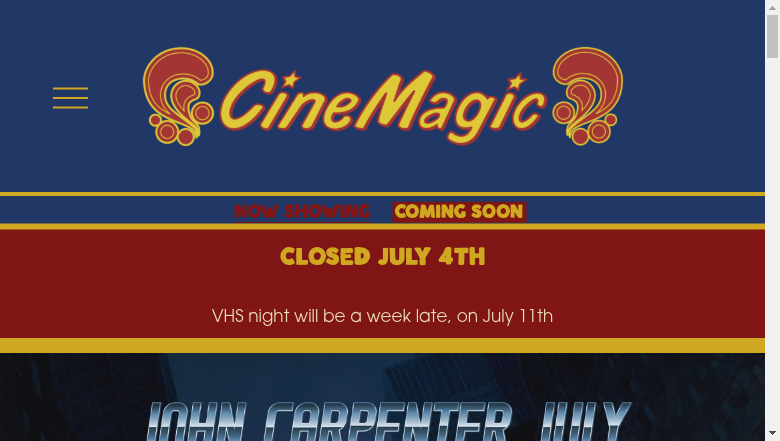 CineMagic
NOW SHOWING COMING SOON
CLOSED JULY 4TH
VHS night will be a week late, on July 11th
JOHN CARPENTER JULY